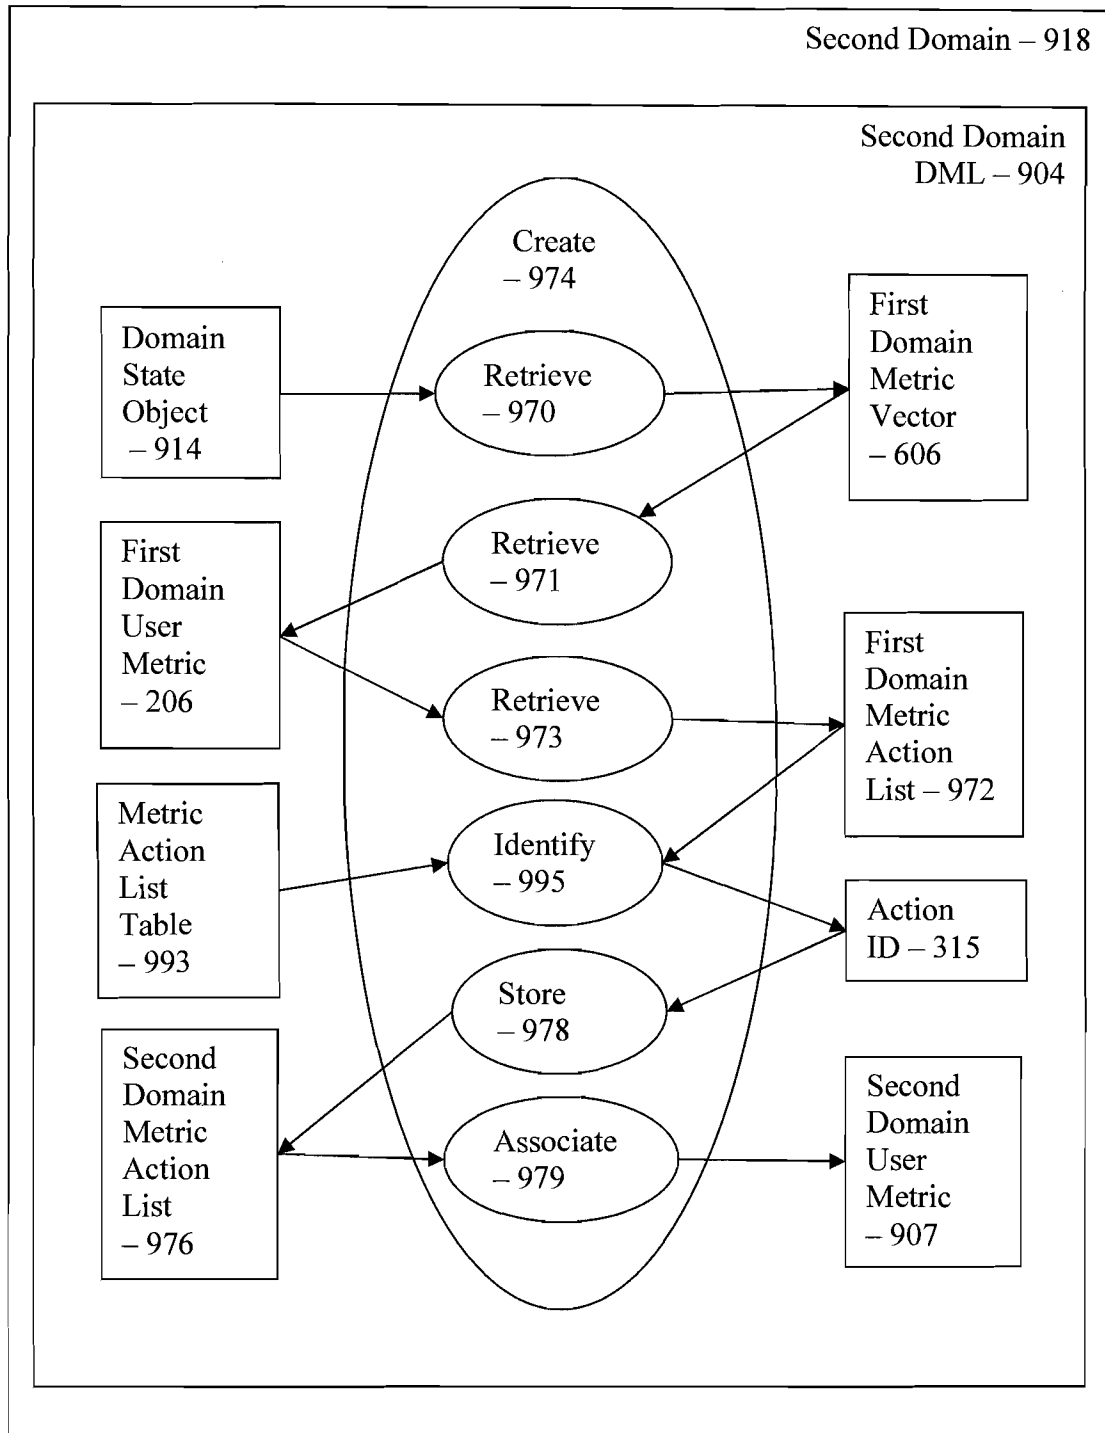 Second Domain – 918
Second Domain
DML – 904
Create
– 974
Domain
State
Object
– 914
Retrieve
– 970
First
Domain
Metric
Vector
– 606
First
Domain
User
Metric
– 206
Retrieve
– 971
Retrieve
– 973
First
Domain
Metric
Action
List – 972
Metric
Action
List
Table
– 993
Identify
– 995
Action
ID – 315
Store
– 978
Second
Domain
Metric
Action
List
– 976
Associate
– 979
Second
Domain
User
Metric
– 907